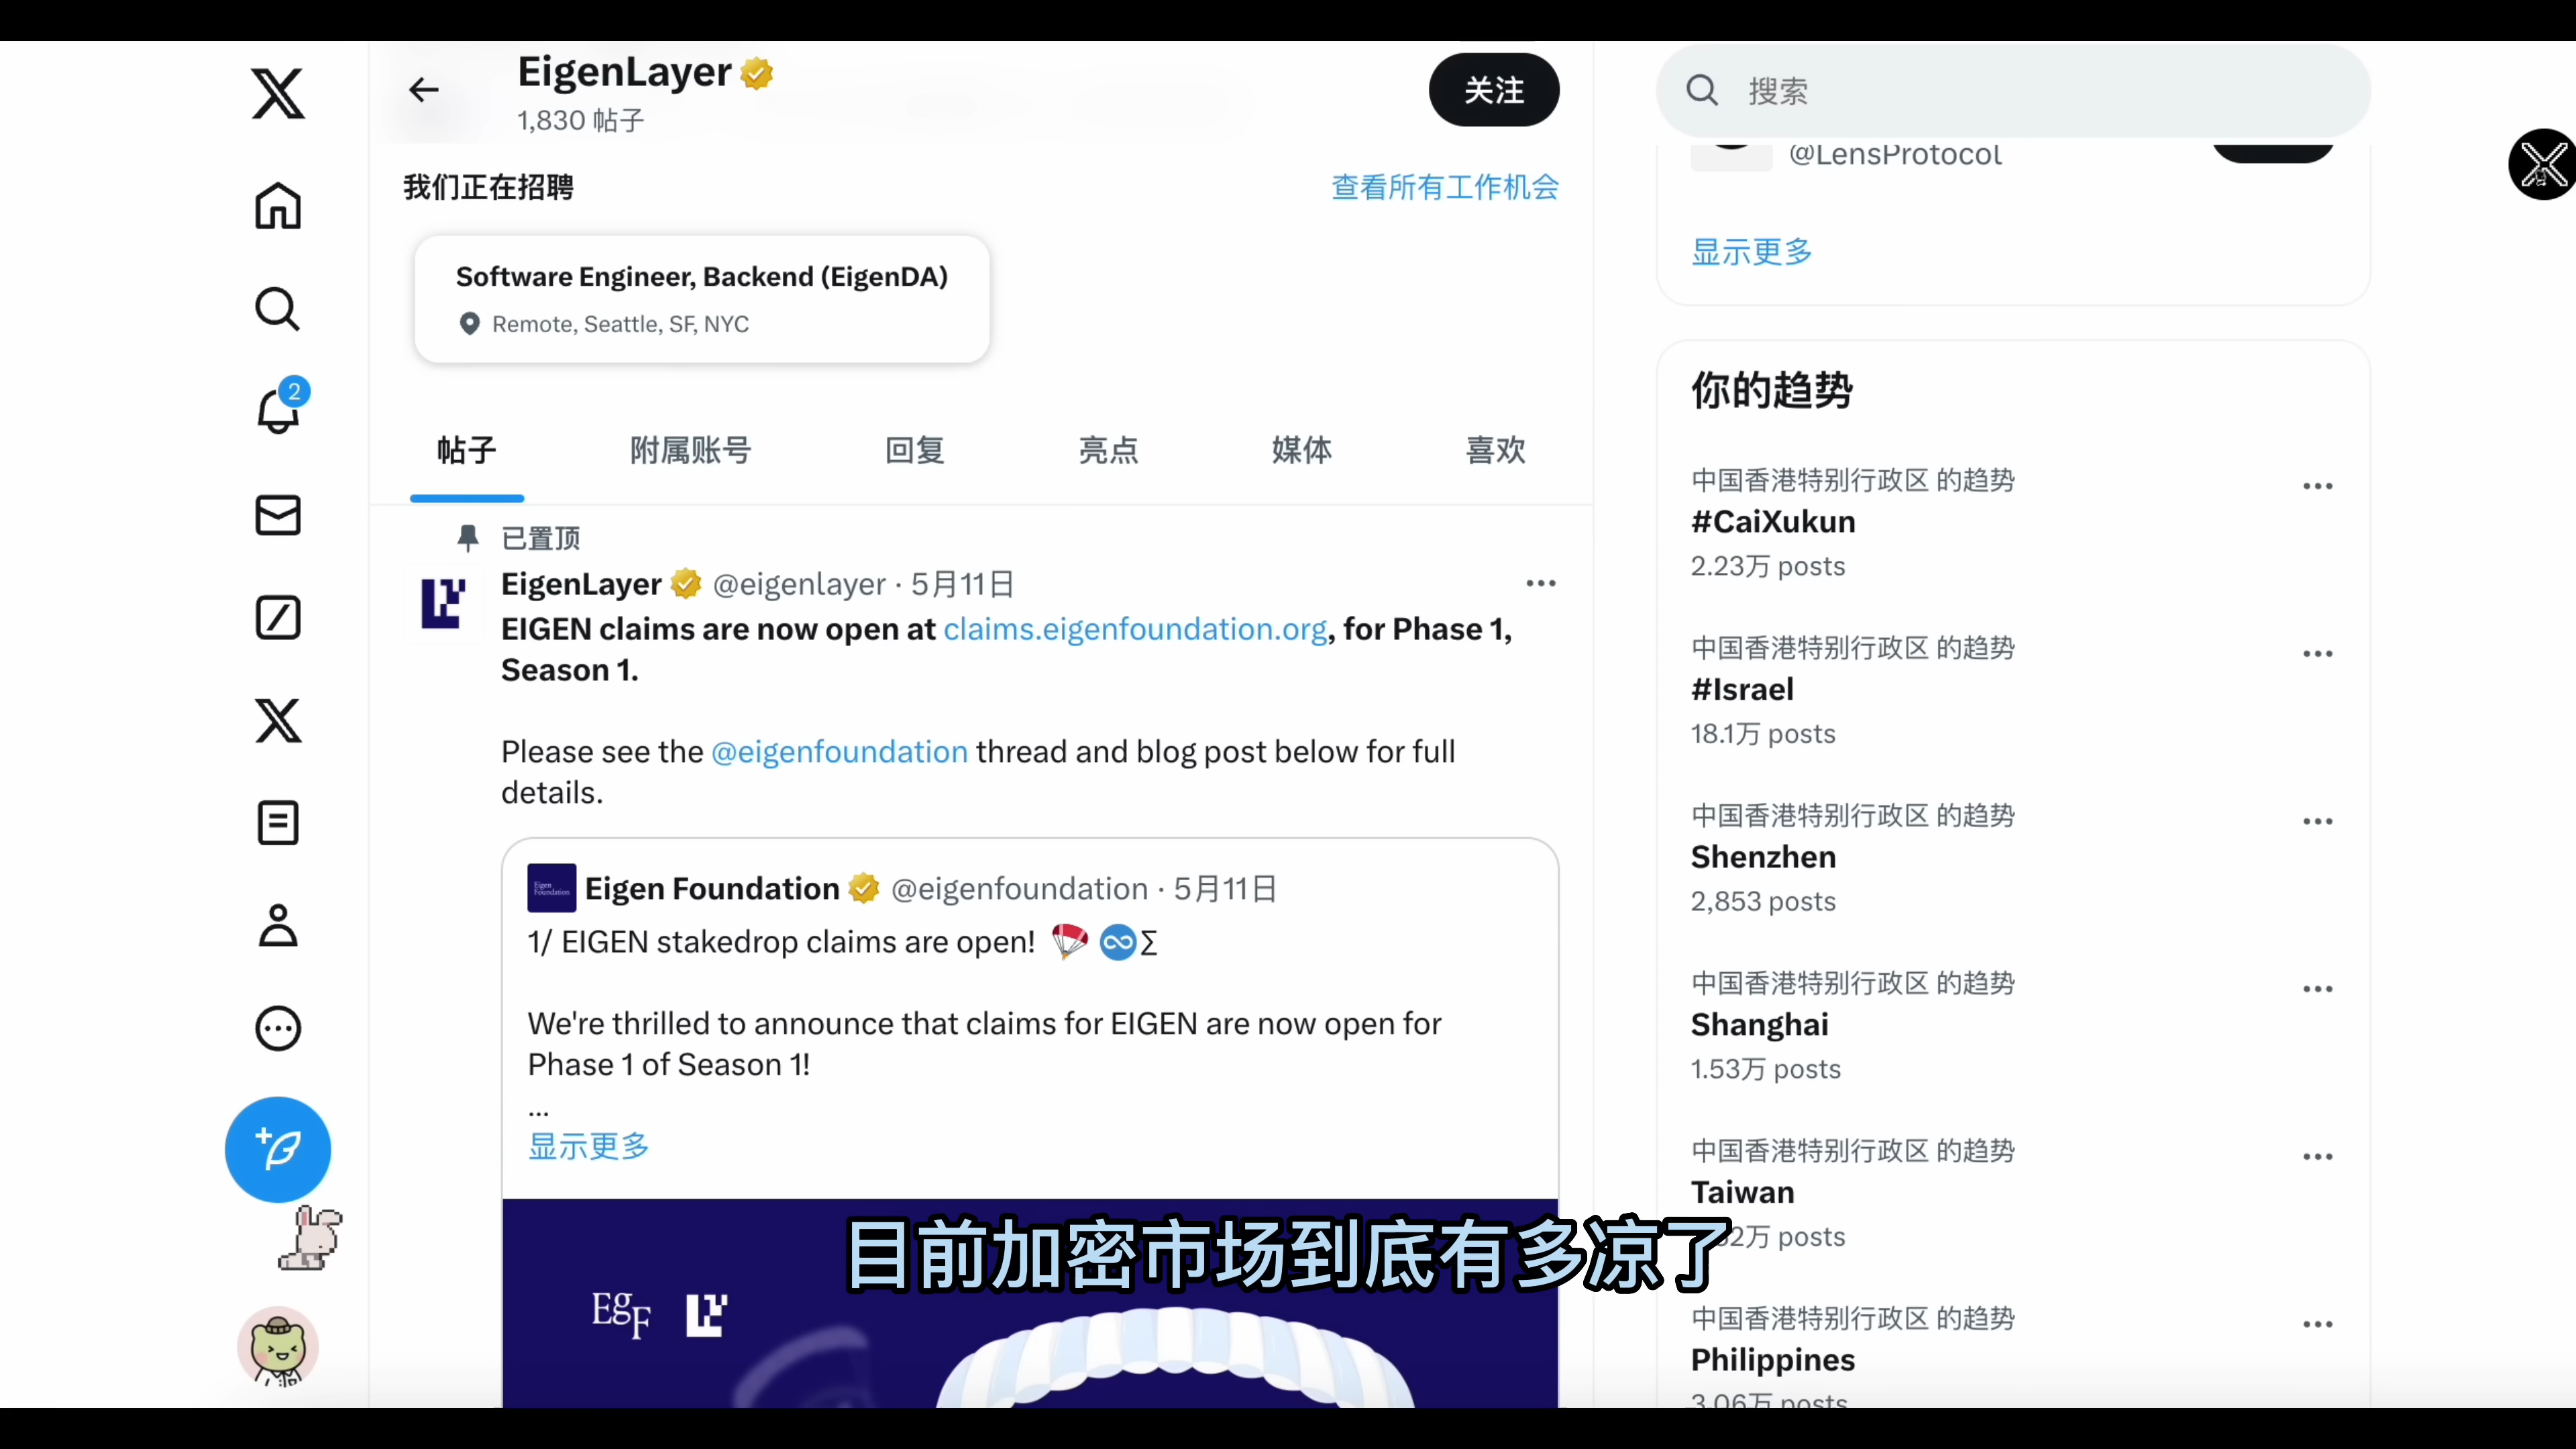 EigenLayer
1,830 帖子
关注
搜索
我们正在招聘
查看所有工作机会
Software Engineer, Backend (EigenDA)
Remote, Seattle, SF, NYC
帖子
附属账号
回复
亮点
媒体
喜欢
2
已置顶
EigenLayer @eigenlayer · 5月11日
EIGEN claims are now open at claims.eigenfoundation.org, for Phase 1,
Season 1.
Please see the @eigenfoundation thread and blog post below for full
details.
Eigen Foundation
Eigen Foundation @eigenfoundation · 5月11日
1/ EIGEN stakedrop claims are open! 🪂 ♾️Σ
We're thrilled to announce that claims for EIGEN are now open for
Phase 1 of Season 1!
...
显示更多
EgF
@LensProtocol
显示更多
你的趋势
中国香港特别行政区 的趋势
#CaiXukun
2.23万 posts
中国香港特别行政区 的趋势
#Israel
18.1万 posts
中国香港特别行政区 的趋势
Shenzhen
2,853 posts
中国香港特别行政区 的趋势
Shanghai
1.53万 posts
中国香港特别行政区 的趋势
Taiwan
posts
中国香港特别行政区 的趋势
Philippines
3.06万 posts
目前加密市场到底有多凉了